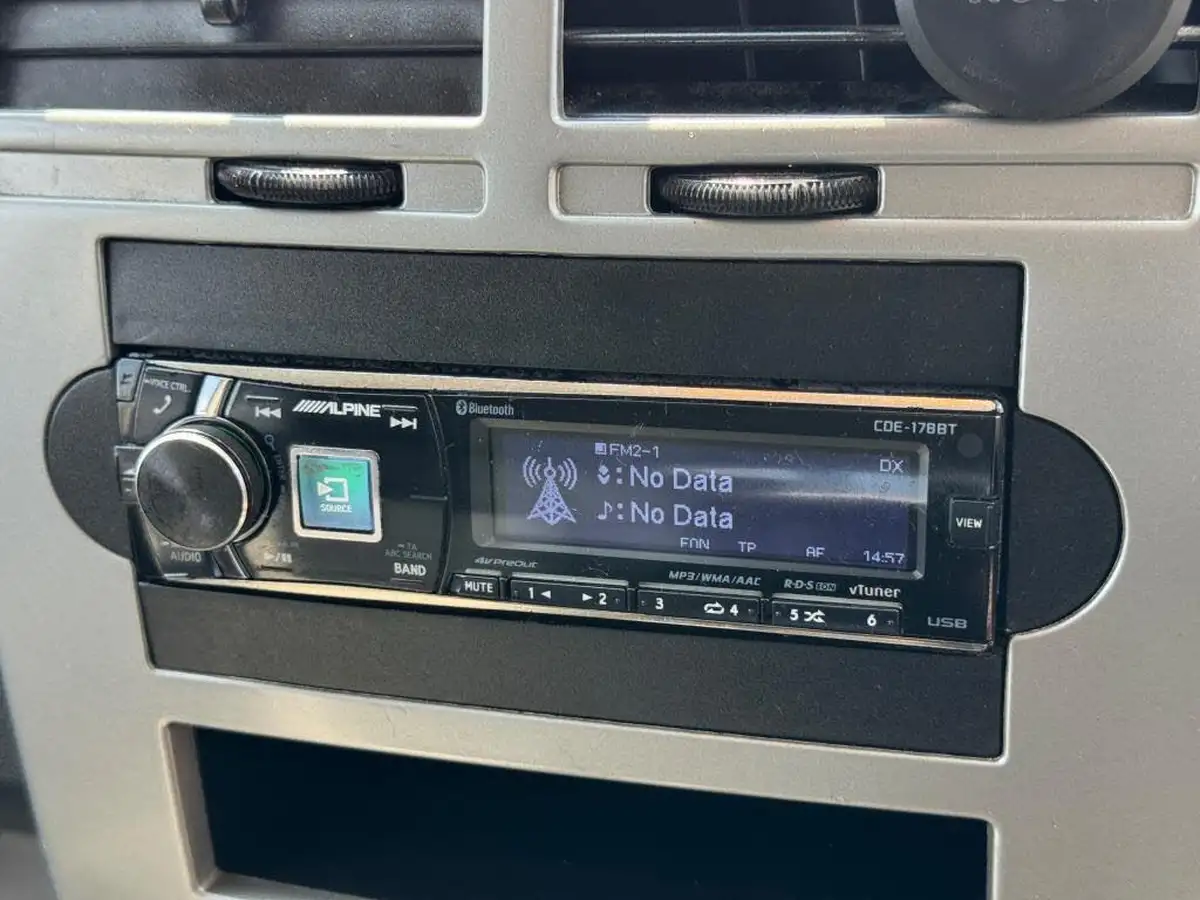 VOICE CTRL
ALPINE
Bluetooth
CDE-178BT
FM2-1
DX
: No Data
: No Data
EON TP AF 14:57
SOURCE
VIEW
AUDIO
TA
ABC SEARCH
BAND
4V PREOUT
MP3/WMA/AAC
R·D·S EON
vTuner
MUTE
1
2
3
4
5
6
USB